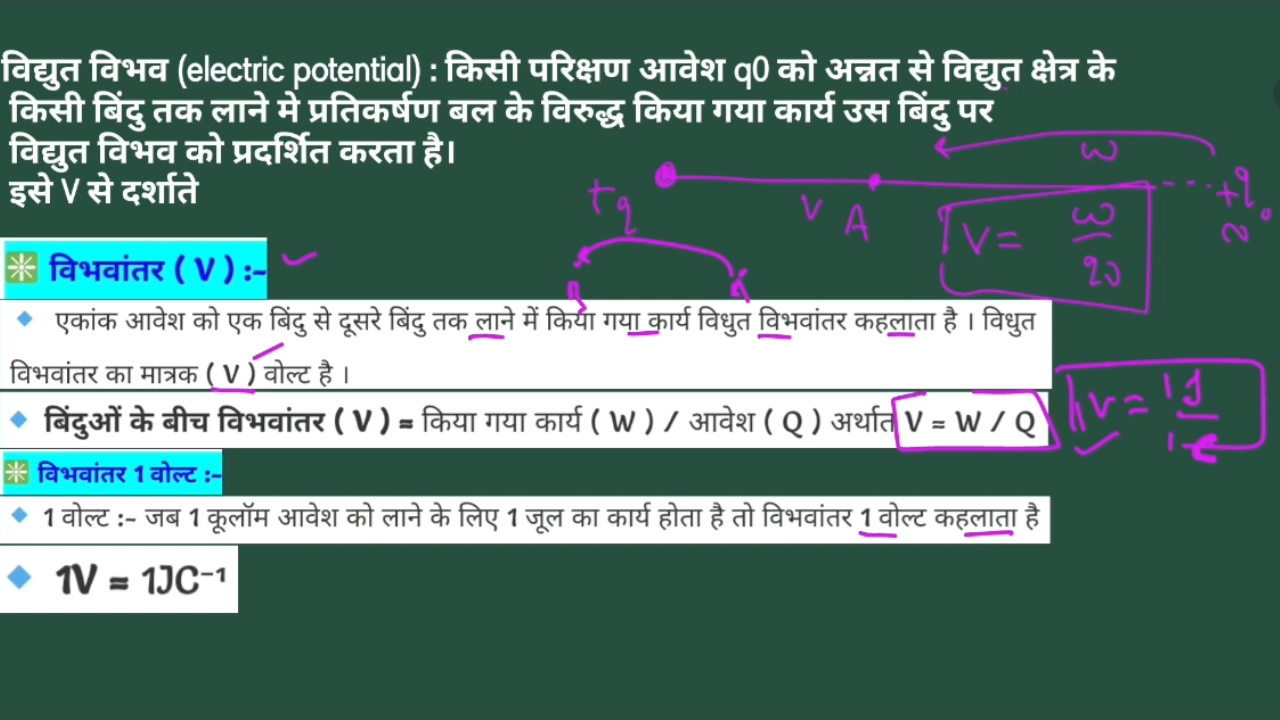 विद्युत विभव (electric potential) : किसी परिक्षण आवेश q0 को अन्नत से विद्युत क्षेत्र के
किसी बिंदु तक लाने मे प्रतिकर्षण बल के विरुद्ध किया गया कार्य उस बिंदु पर
विद्युत विभव को प्रदर्शित करता है।
इसे V से दर्शाते
w
+q
V A
+q₀
∞
V = w/q0
विभवांतर ( V ) :-
एकांक आवेश को एक बिंदु से दूसरे बिंदु तक लाने में किया गया कार्य विधुत विभवांतर कहलाता है । विधुत
विभवांतर का मात्रक ( V ) वोल्ट है ।
बिंदुओं के बीच विभवांतर ( V ) = किया गया कार्य ( W ) / आवेश ( Q ) अर्थात V = W / Q
1V = 1J/1C
विभवांतर 1 वोल्ट :-
1 वोल्ट :- जब 1 कूलॉम आवेश को लाने के लिए 1 जूल का कार्य होता है तो विभवांतर 1 वोल्ट कहलाता है
1V = 1JC⁻¹